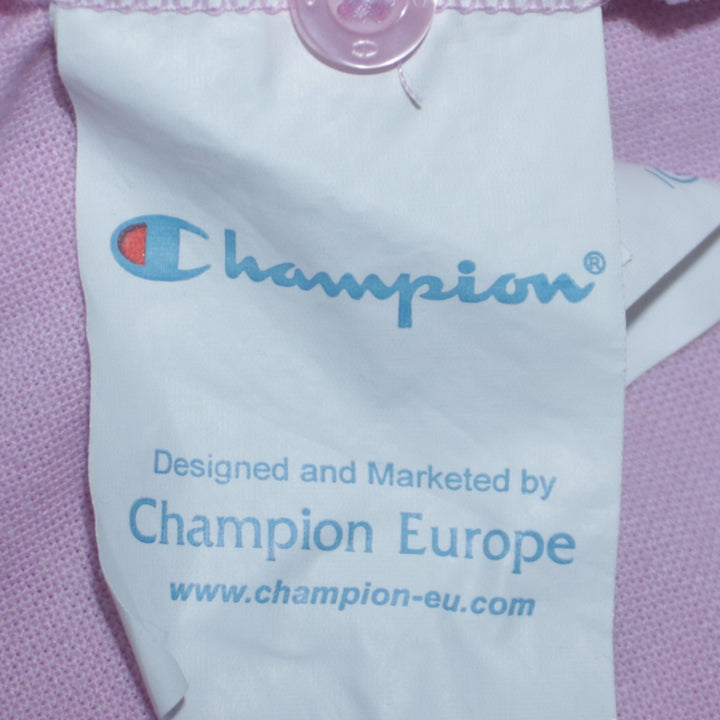 Champion®
Designed and Marketed by
Champion Europe
www.champion-eu.com